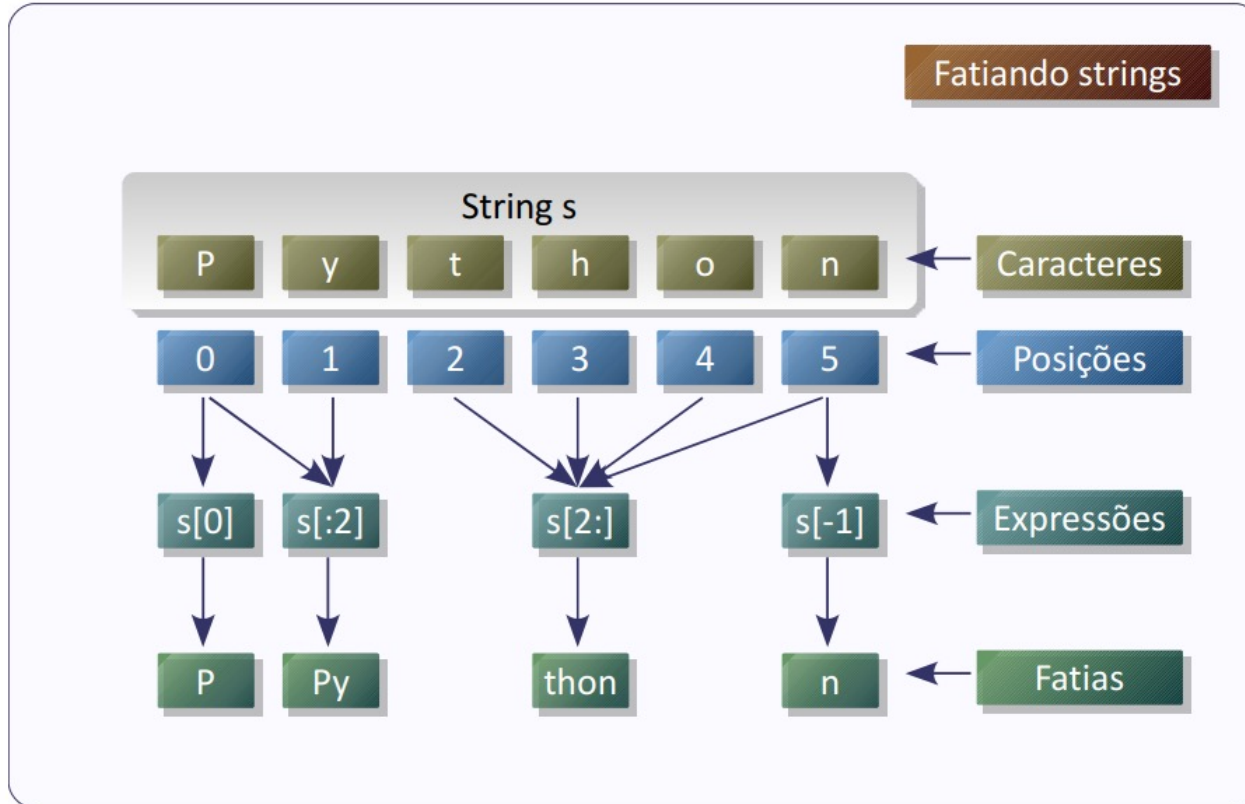 Fatiando strings
String s
P y t h o n Caracteres
0 1 2 3 4 5 Posições
s[0] s[:2] s[2:] s[-1] Expressões
P Py thon n Fatias